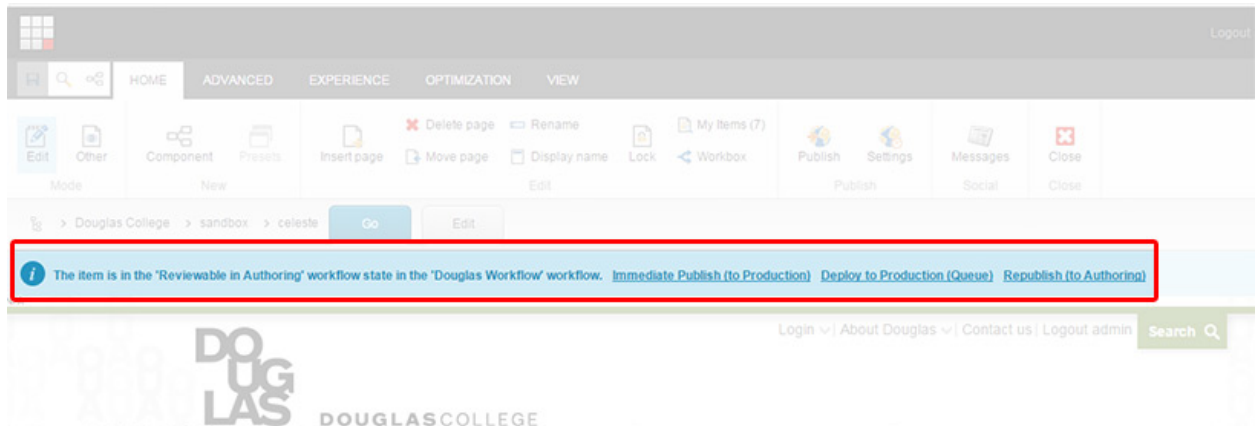 Logout
HOME ADVANCED EXPERIENCE OPTIMIZATION VIEW
Delete page Rename My Items (7)
Edit Other Component Presets Insert page Move page Display name Lock Workbox Publish Settings Messages Close
Mode New Edit Publish Social Close
> Douglas College > sandbox > celeste Go Edit
i The item is in the 'Reviewable in Authoring' workflow state in the 'Douglas Workflow' workflow. Immediate Publish (to Production) Deploy to Production (Queue) Republish (to Authoring)
Login | About Douglas | Contact us | Logout admin Search
DO
UG
LAS
DOUGLASCOLLEGE